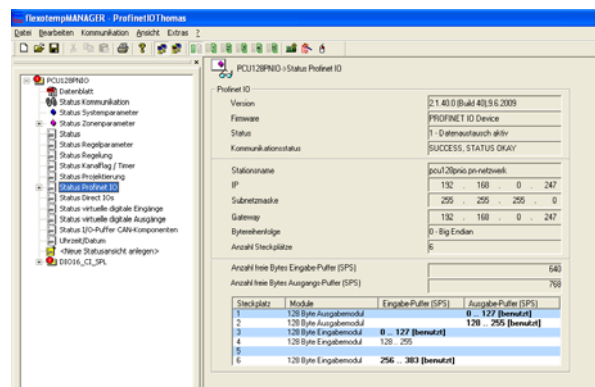 flexotempMANAGER - ProfinetIOThomas
Datei Bearbeiten Kommunikation Ansicht Extras ?
PCU128PNIO->Status Profinet IO
PCU128PNIO
Datenblatt
Status Kommunikation
Status Systemparameter
Status Zonenparameter
Status
Status Regelparameter
Status Regelung
Status Kanalflag / Timer
Status Projektierung
Status Profinet IO
Status Direct IOs
Status virtuelle digitale Eingänge
Status virtuelle digitale Ausgänge
Status I/O-Puffer CAN-Komponenten
Uhrzeit/Datum
<Neue Statusansicht anlegen>
DIO16_CI_SPL
Profinet IO
Version 2.1.40.0 (Build 40),9.6.2009
Firmware PROFINET IO Device
Status 1 - Datenaustausch aktiv
Kommunikationsstatus SUCCESS, STATUS OKAY
Stationsname pcu128pnio.pn-netzwerk
IP 192 . 168 . 0 . 247
Subnetzmaske 255 . 255 . 255 . 0
Gateway 192 . 168 . 0 . 247
Bytereihenfolge 0 - Big Endian
Anzahl Steckplätze 6
Anzahl freie Bytes Eingabe-Puffer (SPS) 640
Anzahl freie Bytes Ausgangs-Puffer (SPS) 768
Steckplatz Module Eingabe-Puffer (SPS) Ausgabe-Puffer (SPS)
1 128 Byte Ausgabemodul 0 ... 127 [benutzt]
2 128 Byte Ausgabemodul 128 ... 255 [benutzt]
3 128 Byte Eingabemodul 0 ... 127 [benutzt]
4 128 Byte Eingabemodul 128 ... 255
5
6 128 Byte Eingabemodul 256 ... 383 [benutzt]